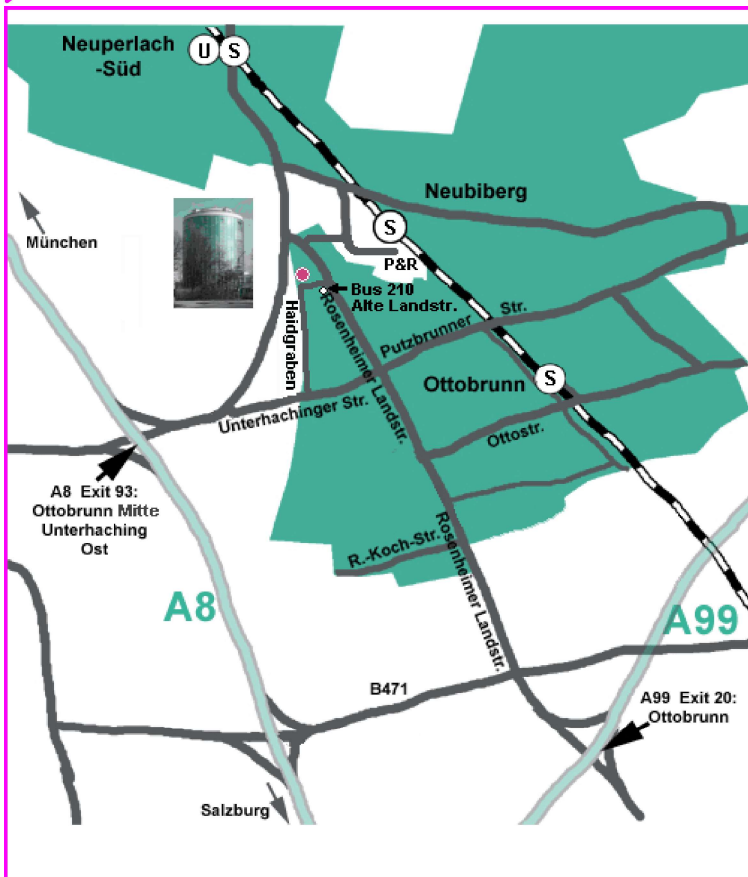 Neuperlach
-Süd
U
S
Neubiberg
München
S
P&R
Bus 210
Alte Landstr.
Haidgraben
Rosenheimer Landstr.
Putzbrunner Str.
Ottobrunn
S
Unterhachinger Str.
Ottostr.
A8 Exit 93:
Ottobrunn Mitte
Unterhaching
Ost
R.-Koch-Str.
Rosenheimer Landstr.
A8
A99
B471
A99 Exit 20:
Ottobrunn
Salzburg